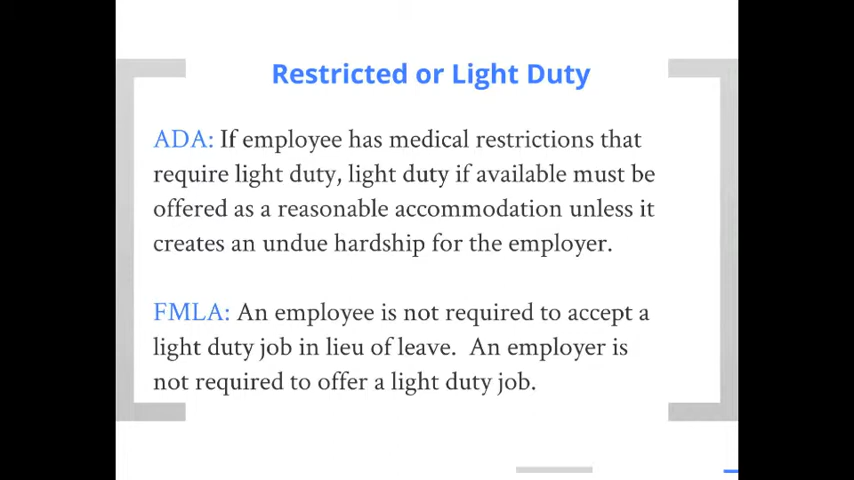 Restricted or Light Duty
ADA: If employee has medical restrictions that
require light duty, light duty if available must be
offered as a reasonable accommodation unless it
creates an undue hardship for the employer.
FMLA: An employee is not required to accept a
light duty job in lieu of leave.  An employer is
not required to offer a light duty job.